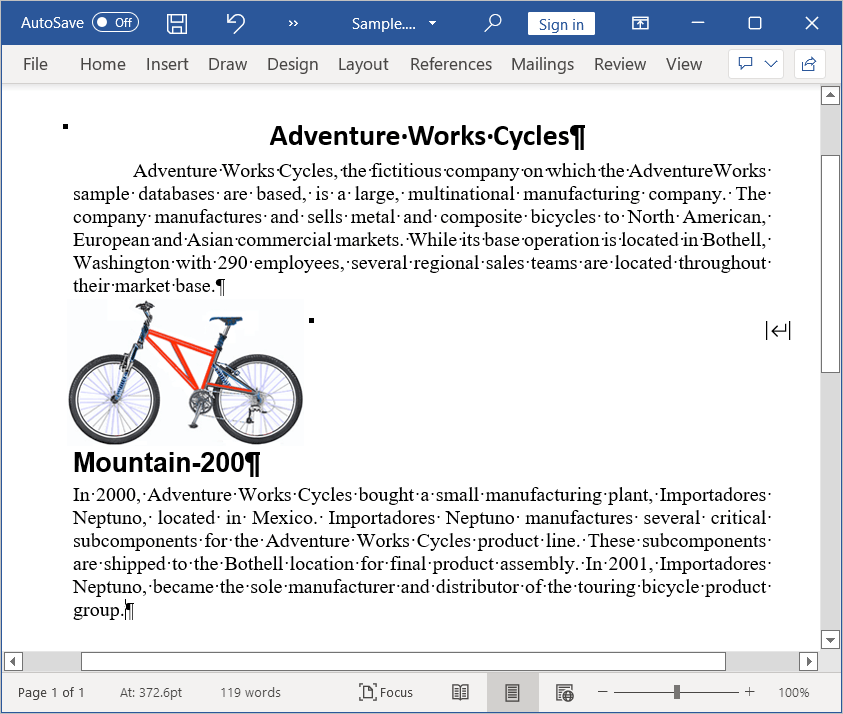 AutoSave Off Sample.... Sign in
File Home Insert Draw Design Layout References Mailings Review View
Adventure·Works·Cycles¶
Adventure·Works·Cycles,·the·fictitious·company·on·which·the·AdventureWorks·
sample·databases·are·based,·is·a·large,·multinational·manufacturing·company.·The·
company·manufactures·and·sells·metal·and·composite·bicycles·to·North·American,·
European·and·Asian·commercial·markets.·While·its·base·operation·is·located·in·Bothell,·
Washington·with·290·employees,·several·regional·sales·teams·are·located·throughout·
their·market·base.¶
Mountain-200¶
In·2000,·Adventure·Works·Cycles·bought·a·small·manufacturing·plant,·Importadores·
Neptuno,·located·in·Mexico.·Importadores·Neptuno·manufactures·several·critical·
subcomponents·for·the·Adventure·Works·Cycles·product·line.·These·subcomponents·
are·shipped·to·the·Bothell·location·for·final·product·assembly.·In·2001,·Importadores·
Neptuno,·became·the·sole·manufacturer·and·distributor·of·the·touring·bicycle·product·
group.¶
Page 1 of 1 At: 372.6pt 119 words Focus 100%